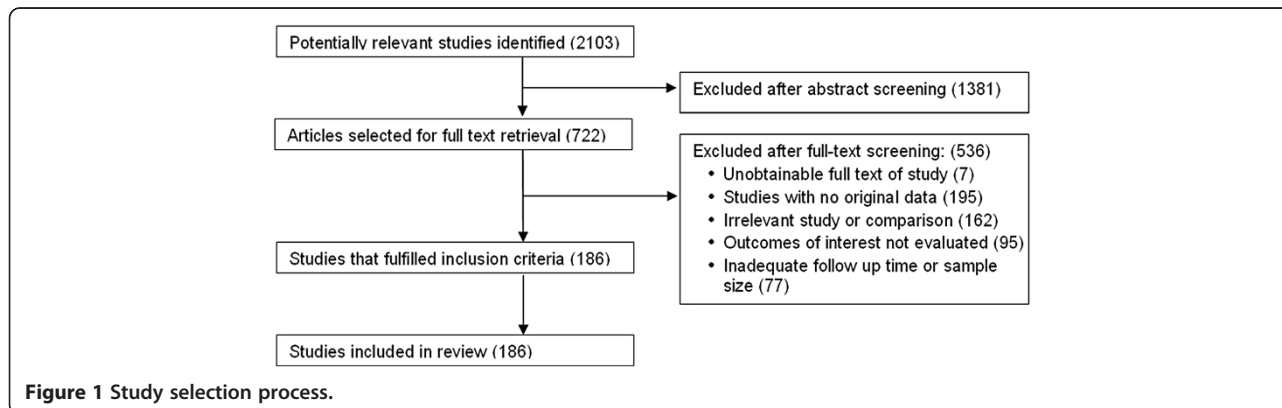 Potentially relevant studies identified (2103)
Excluded after abstract screening (1381)
Articles selected for full text retrieval (722)
Excluded after full-text screening: (536)
• Unobtainable full text of study (7)
• Studies with no original data (195)
• Irrelevant study or comparison (162)
• Outcomes of interest not evaluated (95)
• Inadequate follow up time or sample
size (77)
Studies that fulfilled inclusion criteria (186)
Studies included in review (186)
Figure 1 Study selection process.